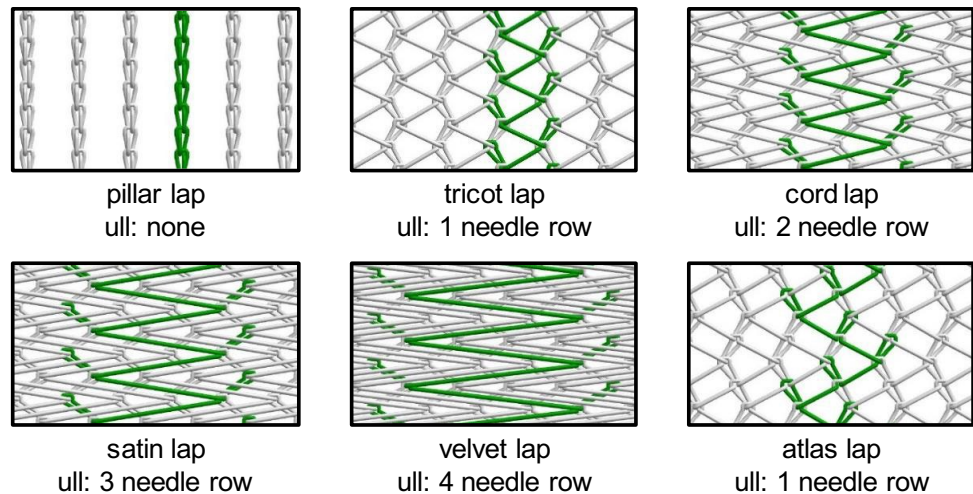 pillar lap
ull: none
tricot lap
ull: 1 needle row
cord lap
ull: 2 needle row
satin lap
ull: 3 needle row
velvet lap
ull: 4 needle row
atlas lap
ull: 1 needle row